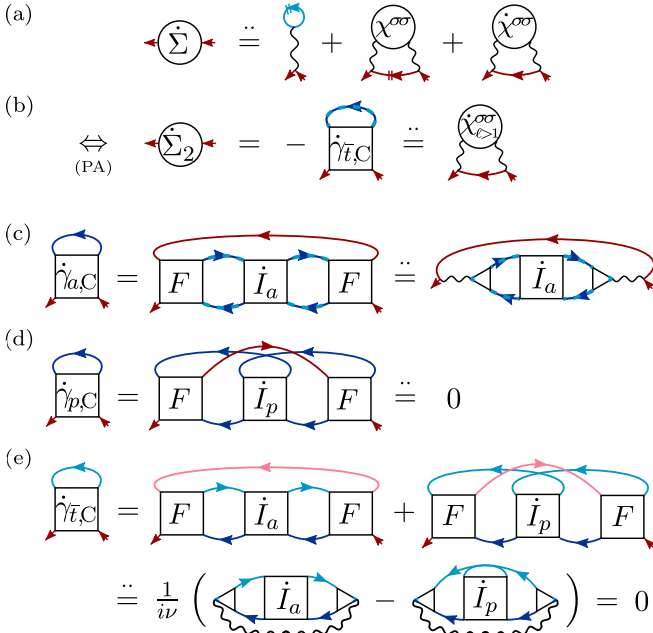 (a) Σ̇ =̈ + χ^{σσ} + χ̇^{σσ}
(b) ⇔ (PA) Σ̇₂ = − γ̇_{t̄,C} =̈ χ̇^{σσ}_{ℓ>1}
(c) γ̇_{a,C} = F İ_a F =̈ İ_a
(d) γ̇_{p,C} = F İ_p F =̈ 0
(e) γ̇_{t̄,C} = F İ_a F + F İ_p F
=̈ 1/iν ( İ_a − İ_p ) = 0